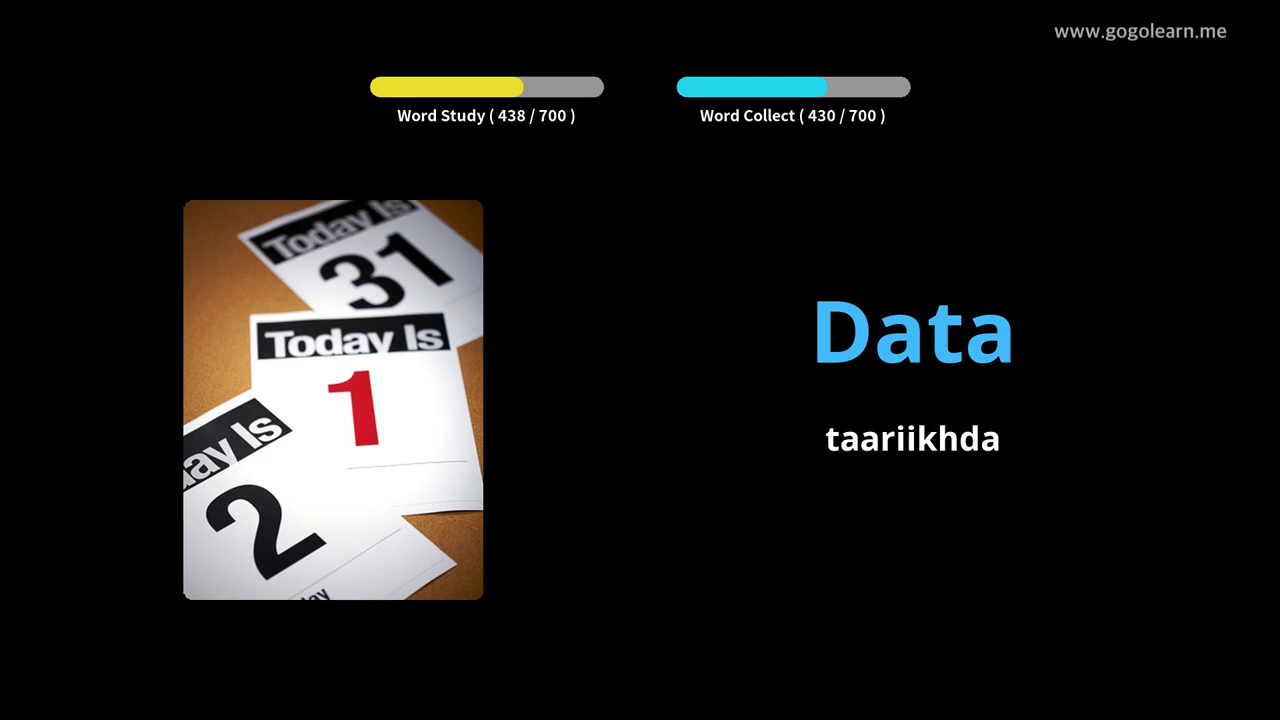 www.gogolearn.me
Word Study ( 438 / 700 )
Word Collect ( 430 / 700 )
Today Is
31
Today Is
1
day Is
2
Data
taariikhda